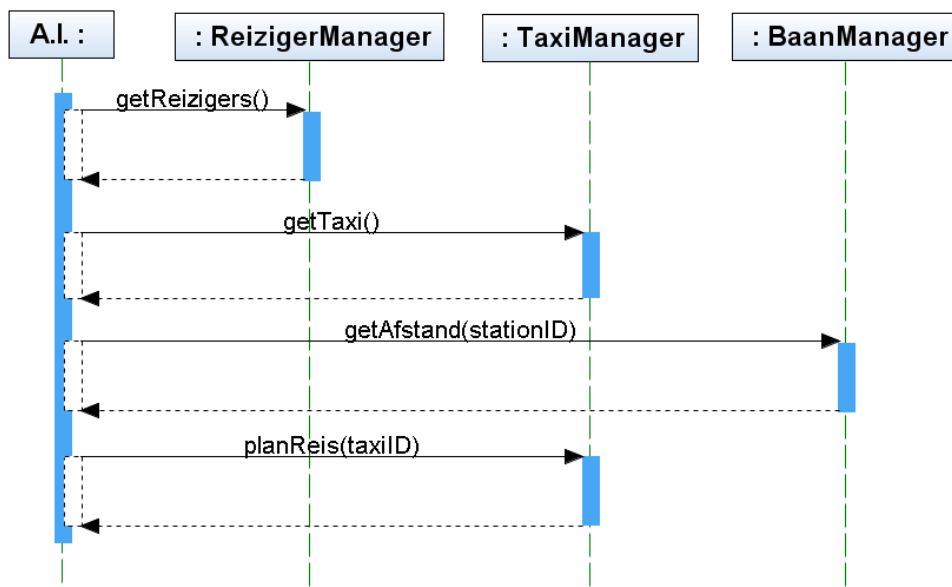 A.I. :
: ReizigerManager
: TaxiManager
: BaanManager
getReizigers()
getTaxi()
getAfstand(stationID)
planReis(taxiID)